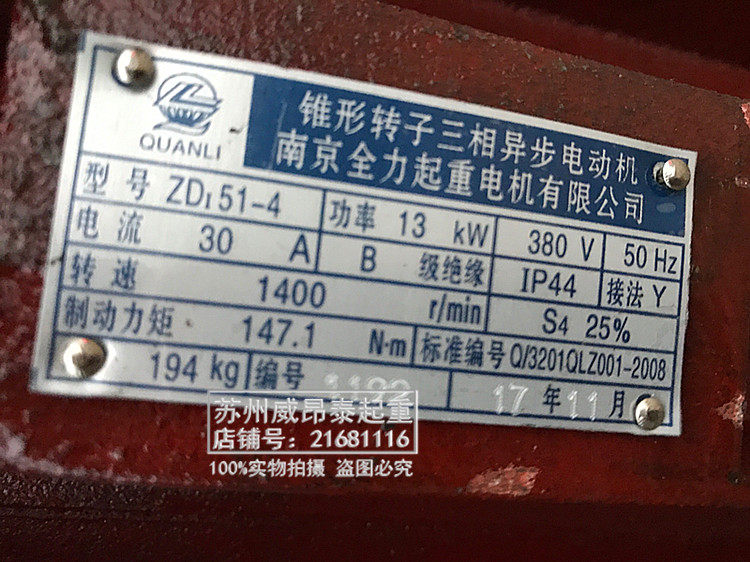 QUANLI
锥形转子三相异步电动机
南京全力起重电机有限公司
型号 ZD₁51-4 功率 13 kW 380 V 50 Hz
电流 30 A B 级绝缘 IP44 接法 Y
转速 1400 r/min S4 25%
制动力矩 147.1 N·m 标准编号 Q/3201QLZ001-2008
194 kg 编号 17 年 11 月
苏州威昂泰起重
店铺号：21681116
100%实物拍摄 盗图必究